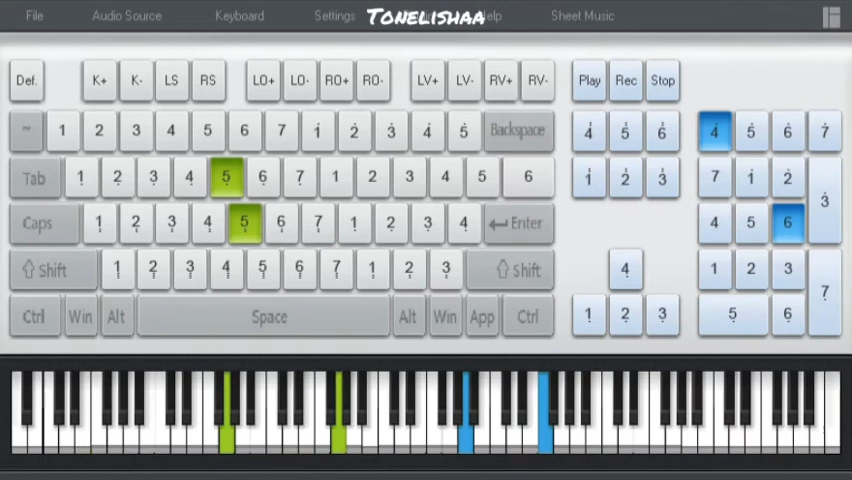 File Audio Source Keyboard Settings Help Sheet Music
Tonelishaa
Def. K+ K- LS RS LO+ LO- RO+ RO- LV+ LV- RV+ RV- Play Rec Stop
~ 1 2 3 4 5 6 7 1̇ 2̇ 3̇ 4̇ 5̇ Backspace 4̈ 5̈ 6̈ 4̇ 5̇ 6̇ 7̇
Tab 1̣ 2̣ 3̣ 4̣ 5̣ 6̣ 7̣ 1 2 3 4 5 6 1̈ 2̈ 3̈ 7 1̇ 2̇ 3̇
Caps 1̤ 2̤ 3̤ 4̤ 5̤ 6̤ 7̤ 1̣ 2̣ 3̣ 4̣ Enter 4 5 6
Shift 1 2 3 4 5 6 7 1 2 3 Shift 4̣ 1 2 3 7̣
Ctrl Win Alt Space Alt Win App Ctrl 1̣ 2̣ 3̣ 5̣ 6̣